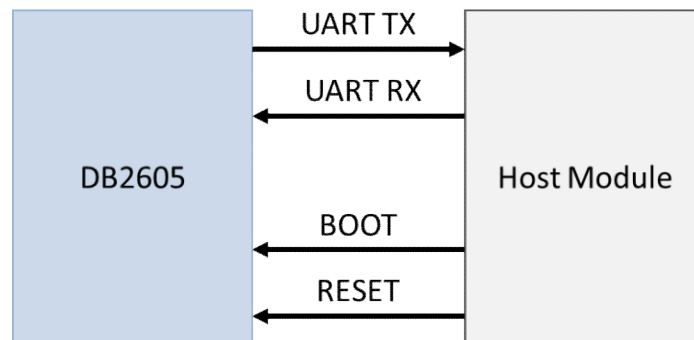 UART TX
UART RX
DB2605
Host Module
BOOT
RESET